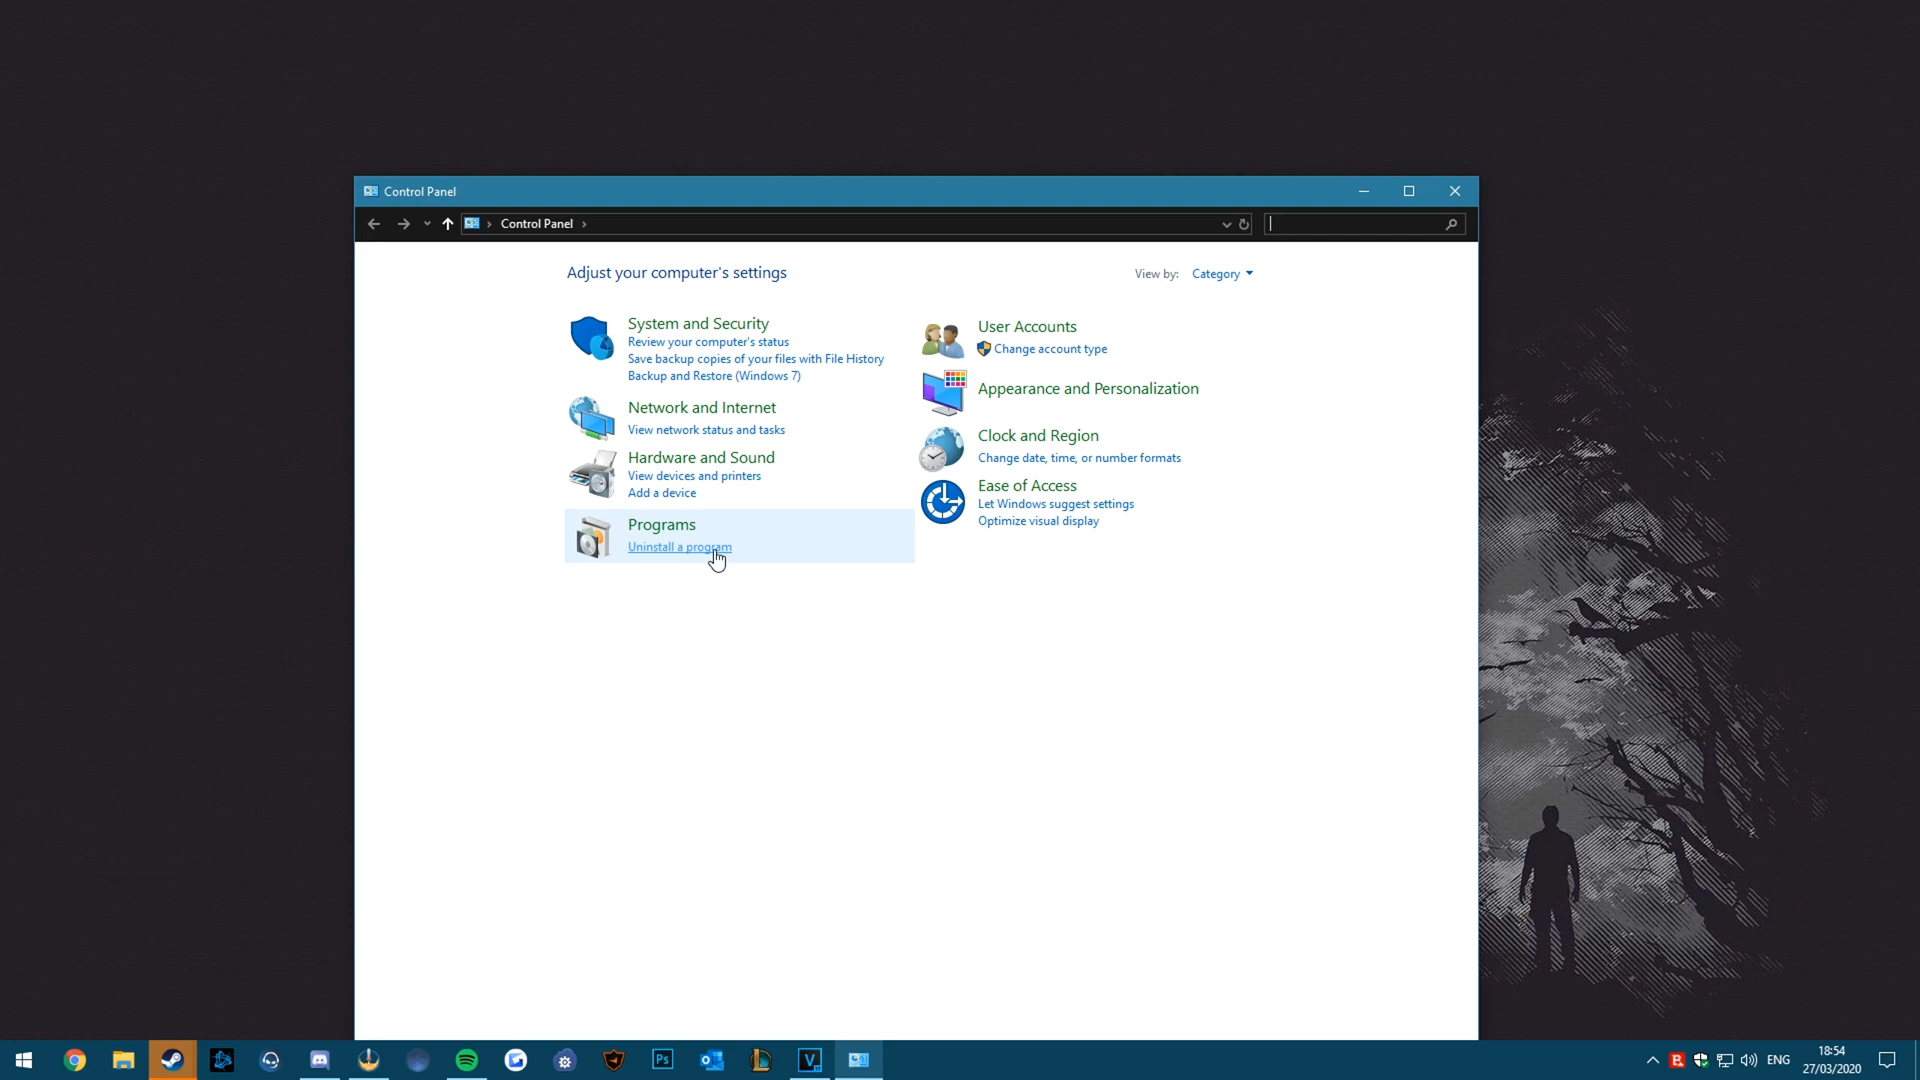 Control Panel
Control Panel
Adjust your computer's settings
View by: Category
System and Security
Review your computer's status
Save backup copies of your files with File History
Backup and Restore (Windows 7)
Network and Internet
View network status and tasks
Hardware and Sound
View devices and printers
Add a device
Programs
Uninstall a program
User Accounts
Change account type
Appearance and Personalization
Clock and Region
Change date, time, or number formats
Ease of Access
Let Windows suggest settings
Optimize visual display
Ps
V
ENG
18:54
27/03/2020